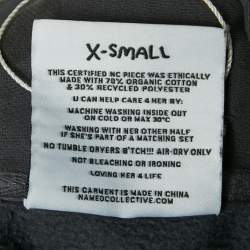 X-SMALL
THIS CERTIFIED NC PIECE WAS ETHICALLY
MADE WITH 70% ORGANIC COTTON
& 30% RECYCLED POLYESTER
U CAN HELP CARE 4 HER BY:
MACHINE WASHING INSIDE OUT
ON COLD OR MAX 30°C
WASHING WITH HER OTHER HALF
IF SHE'S PART OF A MATCHING SET
NO TUMBLE DRYERS B*TCH!!! AIR-DRY ONLY
NOT BLEACHING OR IRONING
LOVING HER 4 LIFE
THIS GARMENT IS MADE IN CHINA
NAMEDCOLLECTIVE.COM